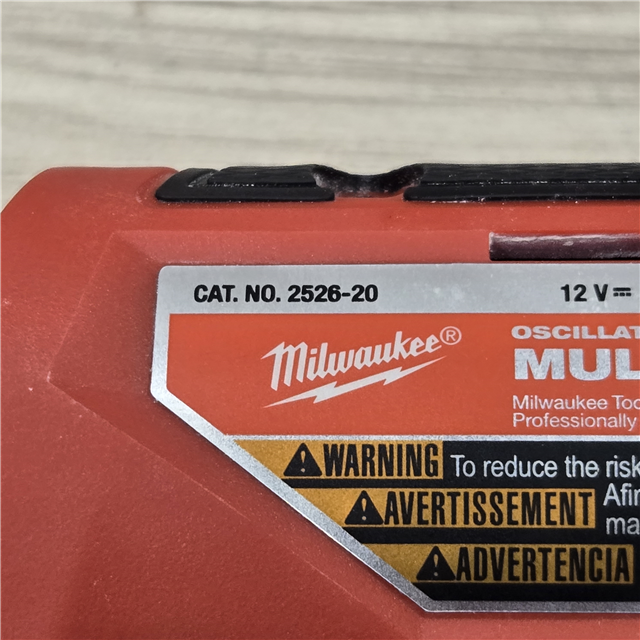 CAT. NO. 2526-20 12 V⎓
Milwaukee®
OSCILLAT
MUL
Milwaukee Too
Professionally
WARNING To reduce the risk
AVERTISSEMENT Afin
ma
ADVERTENCIA